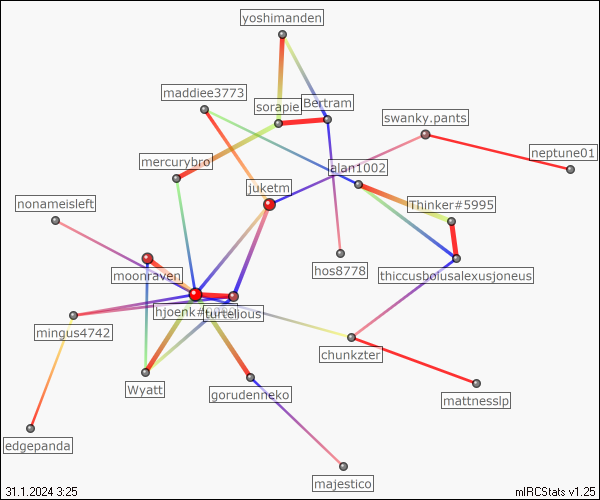 yoshimanden
maddiee3773
sorapie
Bertram
swanky.pants
neptune01
mercurybro
alan1002
juketm
nonameisleft
Thinker#5995
moonraven
hos8778
thiccusbolusalexusjoneus
hjoenk#
turtelious
mingus4742
chunkzter
Wyatt
gorudenneko
mattnesslp
edgepanda
majestico
31.1.2024 3:25
mIRCStats v1.25